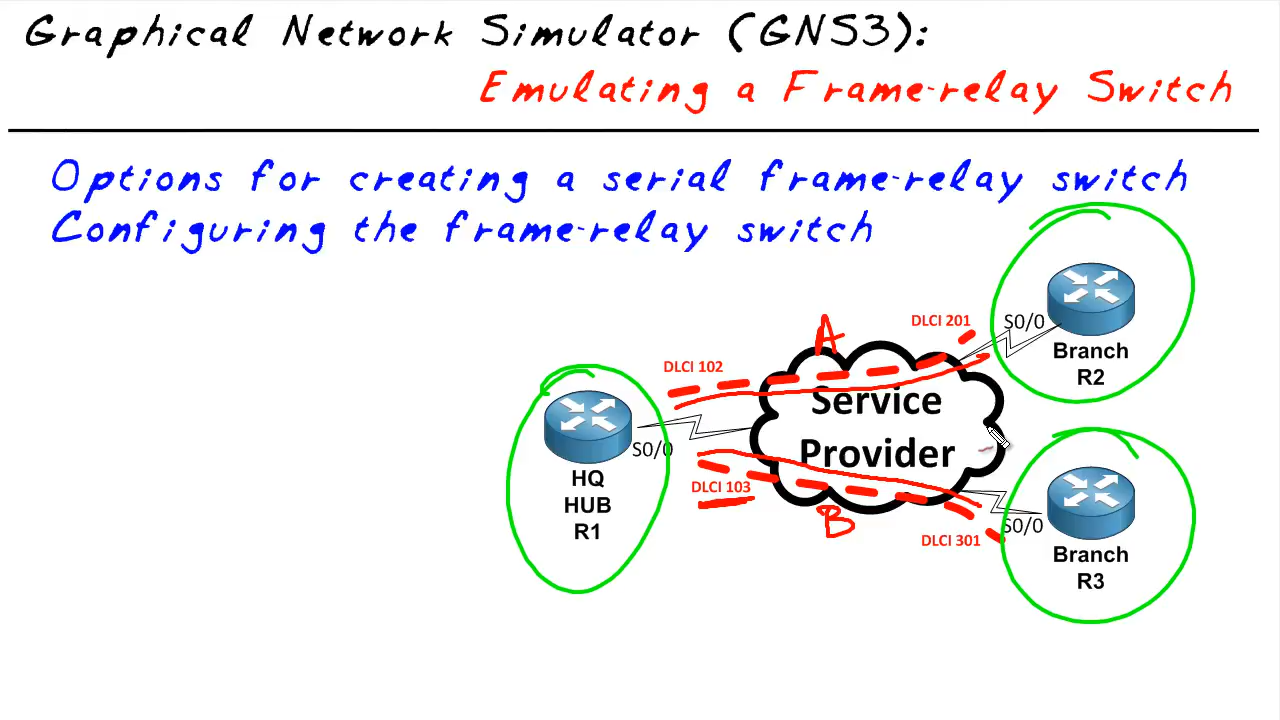 Graphical Network Simulator (GNS3):
Emulating a Frame-relay Switch
Options for creating a serial frame-relay switch
Configuring the frame-relay switch
A
DLCI 201
S0/0
Branch
R2
DLCI 102
Service
Provider
S0/0
HQ
HUB
R1
DLCI 103
B
DLCI 301
S0/0
Branch
R3